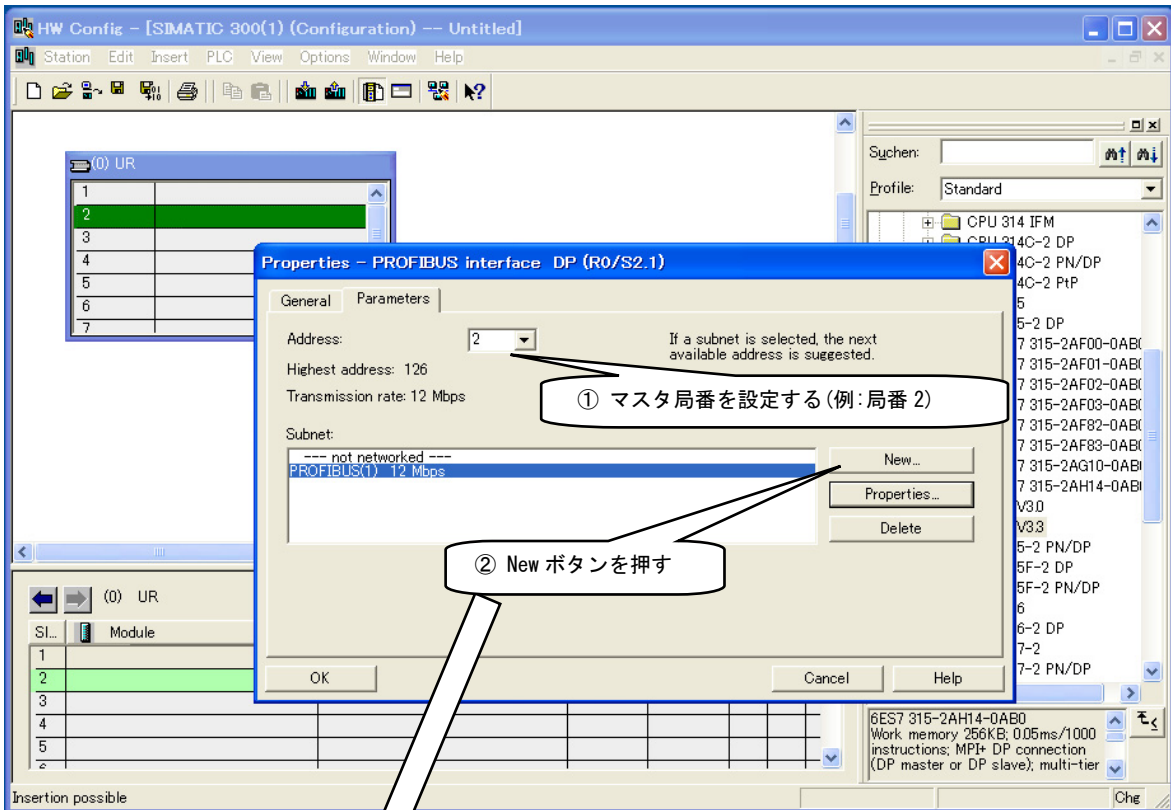 HW Config - [SIMATIC 300(1) (Configuration) -- Untitled]
Station Edit Insert PLC View Options Window Help
(0) UR
1
2
3
4
5
6
7
Suchen:
Profile: Standard
CPU 314 IFM
CPU 314C-2 DP
4C-2 PN/DP
4C-2 PtP
5
5-2 DP
7 315-2AF00-0AB0
7 315-2AF01-0AB0
7 315-2AF02-0AB0
7 315-2AF03-0AB0
7 315-2AF82-0AB0
7 315-2AF83-0AB0
7 315-2AG10-0AB
7 315-2AH14-0AB
V3.0
V3.3
5-2 PN/DP
5F-2 DP
5F-2 PN/DP
6
6-2 DP
7-2
7-2 PN/DP
Properties - PROFIBUS interface DP (R0/S2.1)
General Parameters
Address: 2
If a subnet is selected, the next
available address is suggested.
Highest address: 126
Transmission rate: 12 Mbps
① マスタ局番を設定する(例:局番 2)
Subnet:
--- not networked ---
PROFIBUS(1) 12 Mbps
New...
Properties...
Delete
② New ボタンを押す
OK
Cancel
Help
(0) UR
Sl... Module
1
2
3
4
5
6ES7 315-2AH14-0AB0
Work memory 256KB; 0.05ms/1000
instructions; MPI+ DP connection
(DP master or DP slave); multi-tier
Insertion possible
Chg